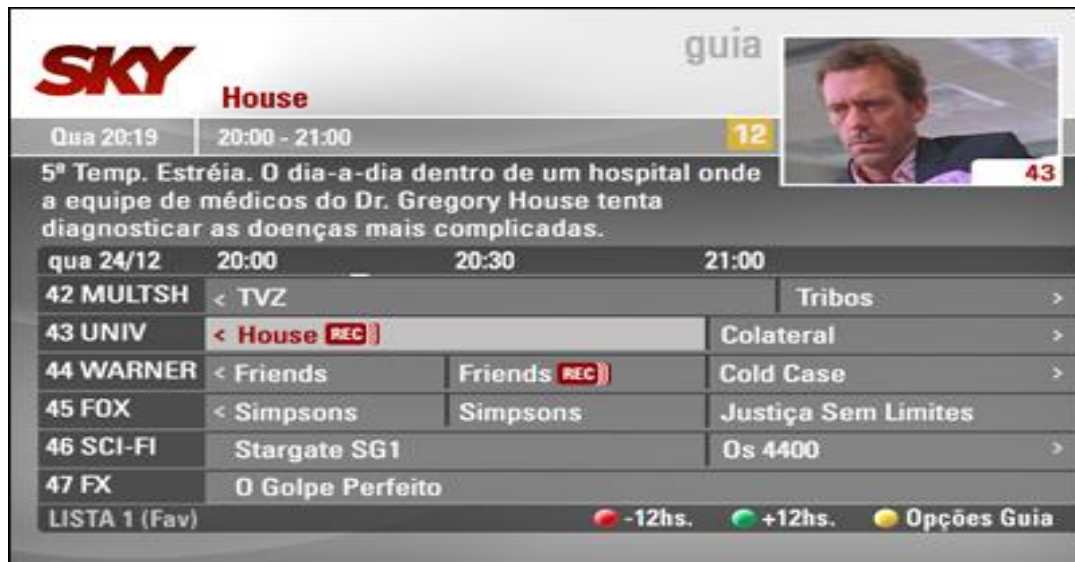 guia
SKY
House
Qua 20:19 20:00 - 21:00 12
43
5ª Temp. Estréia. O dia-a-dia dentro de um hospital onde
a equipe de médicos do Dr. Gregory House tenta
diagnosticar as doenças mais complicadas.
qua 24/12 20:00 20:30 21:00
42 MULTSH < TVZ Tribos >
43 UNIV < House REC Colateral >
44 WARNER < Friends Friends REC Cold Case >
45 FOX < Simpsons Simpsons Justiça Sem Limites
46 SCI-FI Stargate SG1 Os 4400 >
47 FX O Golpe Perfeito
LISTA 1 (Fav) -12hs. +12hs. Opções Guia